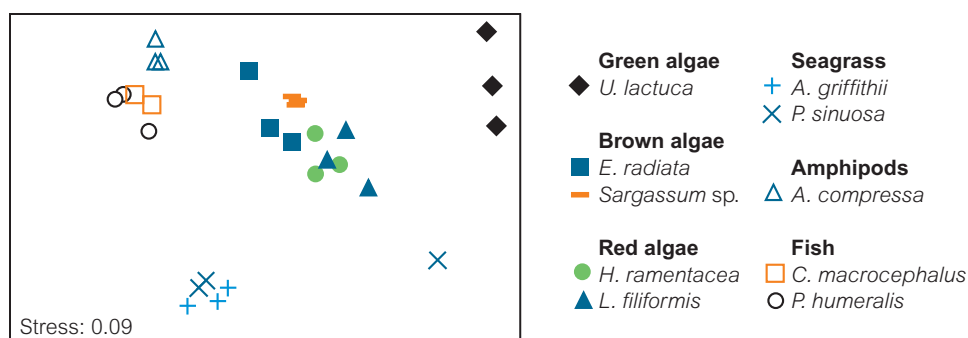 Stress: 0.09
Green algae
U. lactuca
Brown algae
E. radiata
Sargassum sp.
Red algae
H. ramentacea
L. filiformis
Seagrass
A. griffithii
P. sinuosa
Amphipods
A. compressa
Fish
C. macrocephalus
P. humeralis